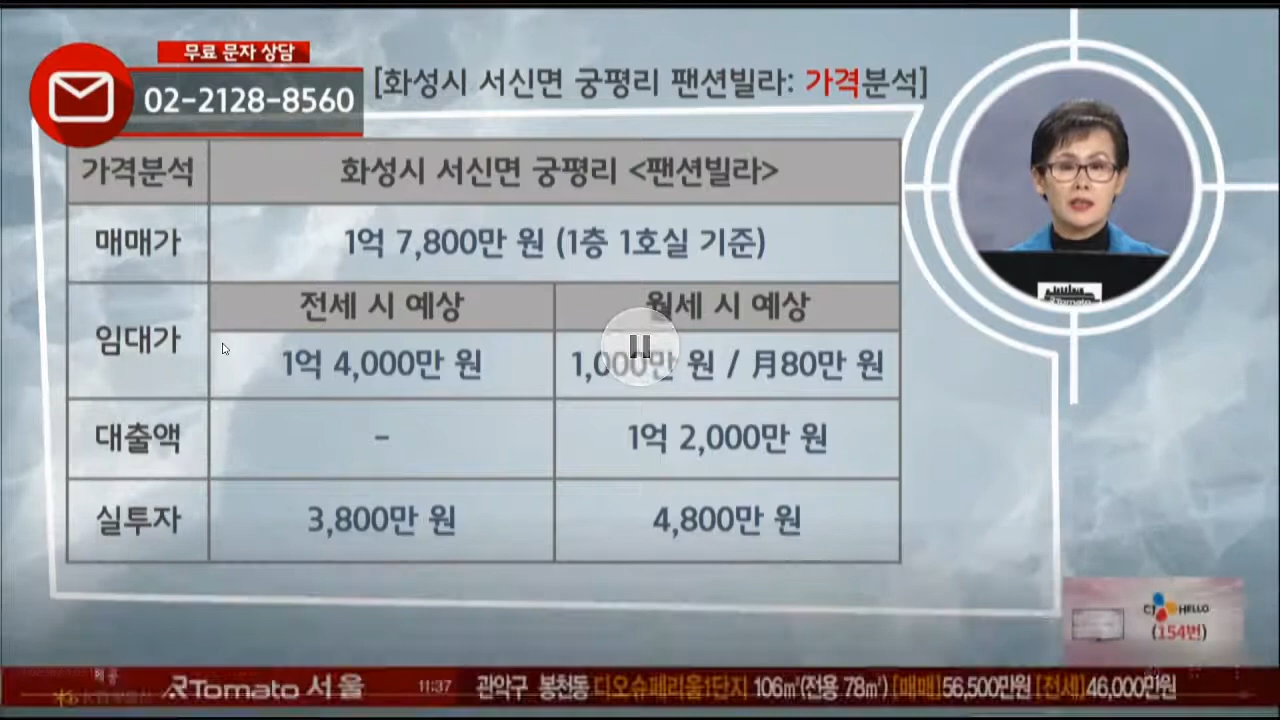 무료 문자 상담
02-2128-8560
[화성시 서신면 궁평리 팬션빌라: 가격분석]
가격분석 화성시 서신면 궁평리 <팬션빌라>
매매가 1억 7,800만 원 (1층 1호실 기준)
임대가 전세 시 예상 월세 시 예상
1억 4,000만 원 1,000만 원 / 月80만 원
대출액 - 1억 2,000만 원
실투자 3,800만 원 4,800만 원
CJ HELLO
(154번)
RTomato 서울 11:37 관악구 봉천동 디오슈페리움1단지 106㎡(전용 78㎡) [매매]56,500만원 [전세]46,000만원